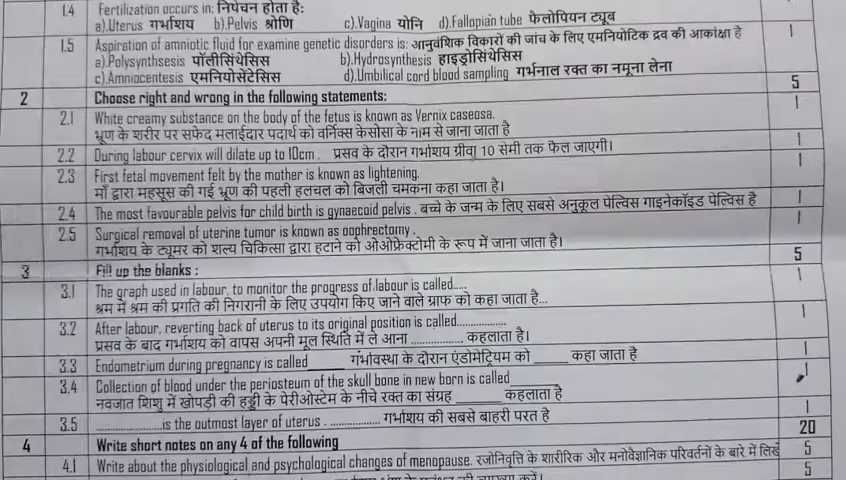 1.4 Fertilization occurs in: निषेचन होता है:
a).Uterus गर्भाशय b).Pelvis श्रोणि c).Vagina योनि d).Fallopian tube फैलोपियन ट्यूब
1.5 Aspiration of amniotic fluid for examine genetic disorders is: आनुवंशिक विकारों की जांच के लिए एमनियोटिक द्रव की आकांक्षा है 1
a).Polysynthsesis पॉलीसिंथेसिस b).Hydrosynthesis हाइड्रोसिंथेसिस
c).Amniocentesis एमनियोसेंटेसिस d).Umbilical cord blood sampling गर्भनाल रक्त का नमूना लेना
2 Choose right and wrong in the following statements: 5
2.1 White creamy substance on the body of the fetus is known as Vernix caseosa. 1
भ्रूण के शरीर पर सफेद मलाईदार पदार्थ को वर्निक्स केसोसा के नाम से जाना जाता है
2.2 During labour cervix will dilate up to 10cm . प्रसव के दौरान गर्भाशय ग्रीवा 10 सेमी तक फैल जाएगी। 1
2.3 First fetal movement felt by the mother is known as lightening. 1
माँ द्वारा महसूस की गई भ्रूण की पहली हलचल को बिजली चमकना कहा जाता है।
2.4 The most favourable pelvis for child birth is gynaecoid pelvis . बच्चे के जन्म के लिए सबसे अनुकूल पेल्विस गाइनेकॉइड पेल्विस है 1
2.5 Surgical removal of uterine tumor is known as oophrectomy . 1
गर्भाशय के ट्यूमर को शल्य चिकित्सा द्वारा हटाने को ओओफ्रेक्टोमी के रूप में जाना जाता है।
3 Fill up the blanks : 5
3.1 The graph used in labour, to monitor the progress of labour is called..... 1
श्रम में श्रम की प्रगति की निगरानी के लिए उपयोग किए जाने वाले ग्राफ को कहा जाता है...
3.2 After labour, reverting back of uterus to its original position is called................. 1
प्रसव के बाद गर्भाशय को वापस अपनी मूल स्थिति में ले आना ................. कहलाता है।
3.3 Endometrium during pregnancy is called______ गर्भावस्था के दौरान एंडोमेट्रियम को _____ कहा जाता है 1
3.4 Collection of blood under the periosteum of the skull bone in new born is called______ 1
नवजात शिशु में खोपड़ी की हड्डी के पेरीओस्टेम के नीचे रक्त का संग्रह _______ कहलाता है
3.5 .....................is the outmost layer of uterus . ................ गर्भाशय की सबसे बाहरी परत है 1
4 Write short notes on any 4 of the following 20
4.1 Write about the physiological and psychological changes of menopause. रजोनिवृत्ति के शारीरिक और मनोवैज्ञानिक परिवर्तनों के बारे में लिखें 5
5